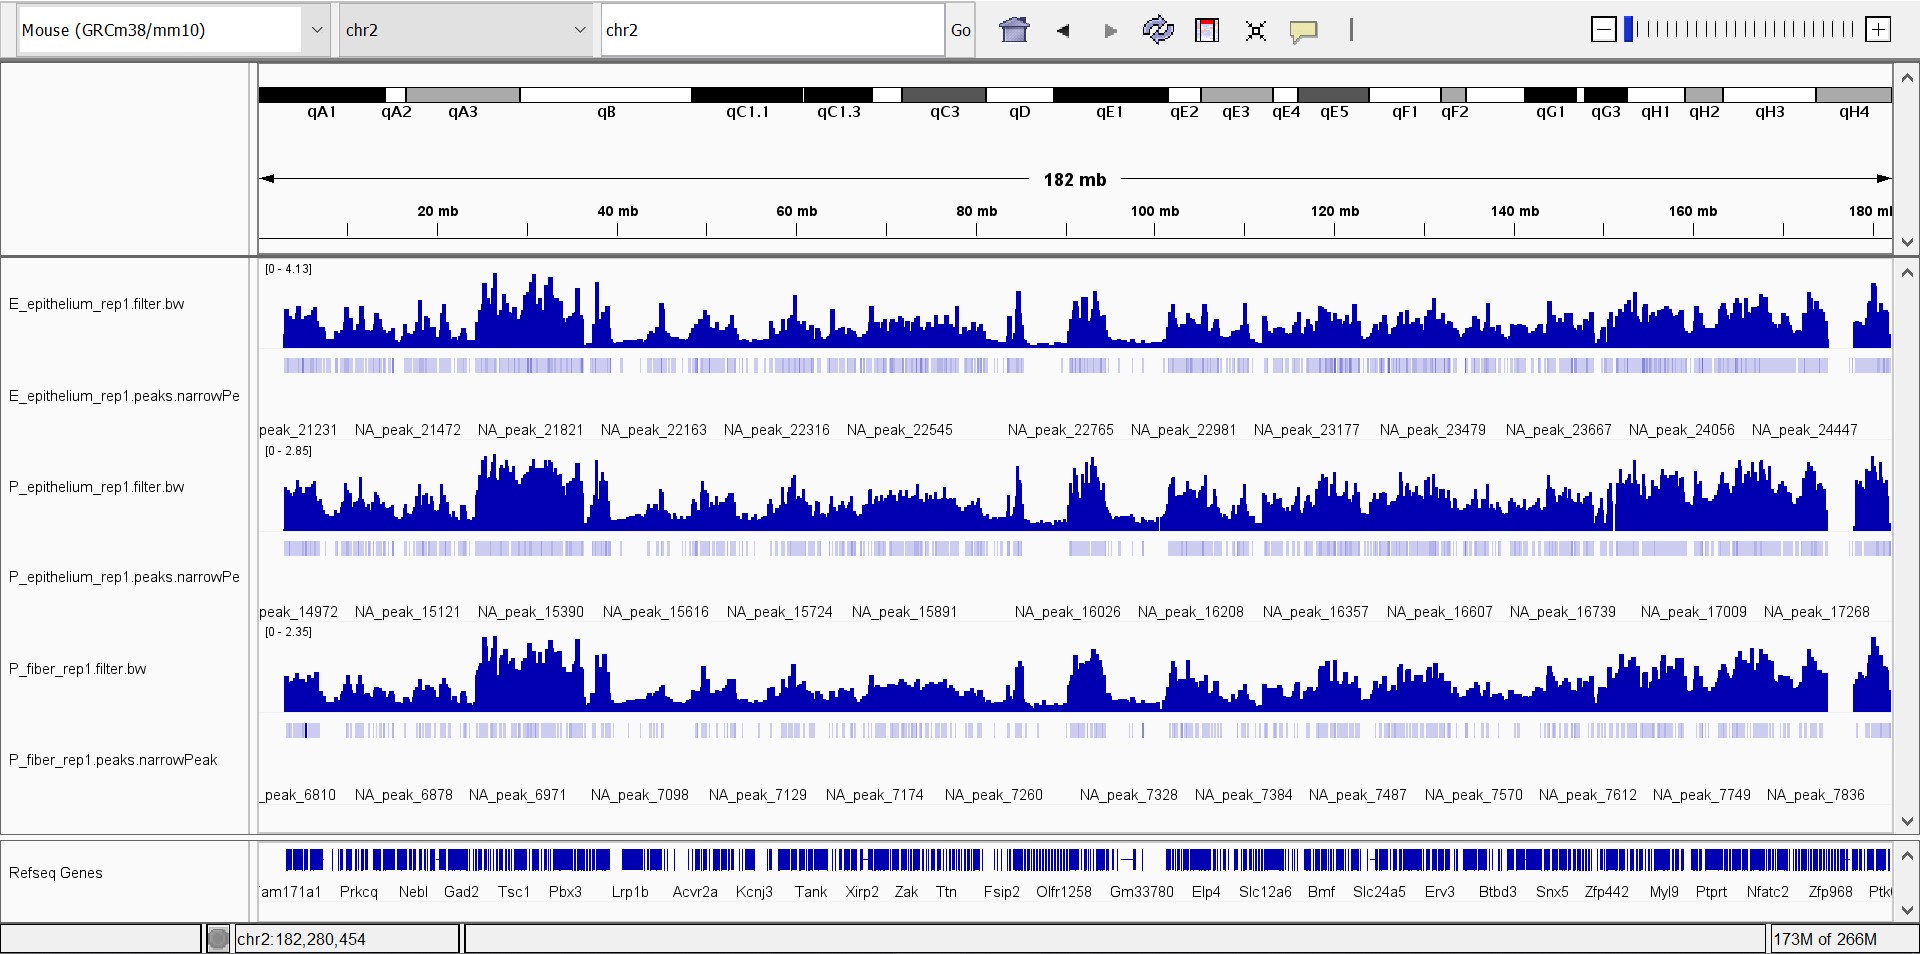 Mouse (GRCm38/mm10) chr2 chr2 Go
qA1 qA2 qA3 qB qC1.1 qC1.3 qC3 qD qE1 qE2 qE3 qE4 qE5 qF1 qF2 qG1 qG3 qH1 qH2 qH3 qH4
182 mb
20 mb 40 mb 60 mb 80 mb 100 mb 120 mb 140 mb 160 mb 180 ml
[0 - 4.13]
E_epithelium_rep1.filter.bw
E_epithelium_rep1.peaks.narrowPe
peak_21231 NA_peak_21472 NA_peak_21821 NA_peak_22163 NA_peak_22316 NA_peak_22545 NA_peak_22765 NA_peak_22981 NA_peak_23177 NA_peak_23479 NA_peak_23667 NA_peak_24056 NA_peak_24447
[0 - 2.85]
P_epithelium_rep1.filter.bw
P_epithelium_rep1.peaks.narrowPe
peak_14972 NA_peak_15121 NA_peak_15390 NA_peak_15616 NA_peak_15724 NA_peak_15891 NA_peak_16026 NA_peak_16208 NA_peak_16357 NA_peak_16607 NA_peak_16739 NA_peak_17009 NA_peak_17268
[0 - 2.35]
P_fiber_rep1.filter.bw
P_fiber_rep1.peaks.narrowPeak
_peak_6810 NA_peak_6878 NA_peak_6971 NA_peak_7098 NA_peak_7129 NA_peak_7174 NA_peak_7260 NA_peak_7328 NA_peak_7384 NA_peak_7487 NA_peak_7570 NA_peak_7612 NA_peak_7749 NA_peak_7836
Refseq Genes
am171a1 Prkcq Nebl Gad2 Tsc1 Pbx3 Lrp1b Acvr2a Kcnj3 Tank Xirp2 Zak Ttn Fsip2 Olfr1258 Gm33780 Elp4 Slc12a6 Bmf Slc24a5 Erv3 Btbd3 Snx5 Zfp442 Myl9 Ptprt Nfatc2 Zfp968 Ptk
chr2:182,280,454 173M of 266M